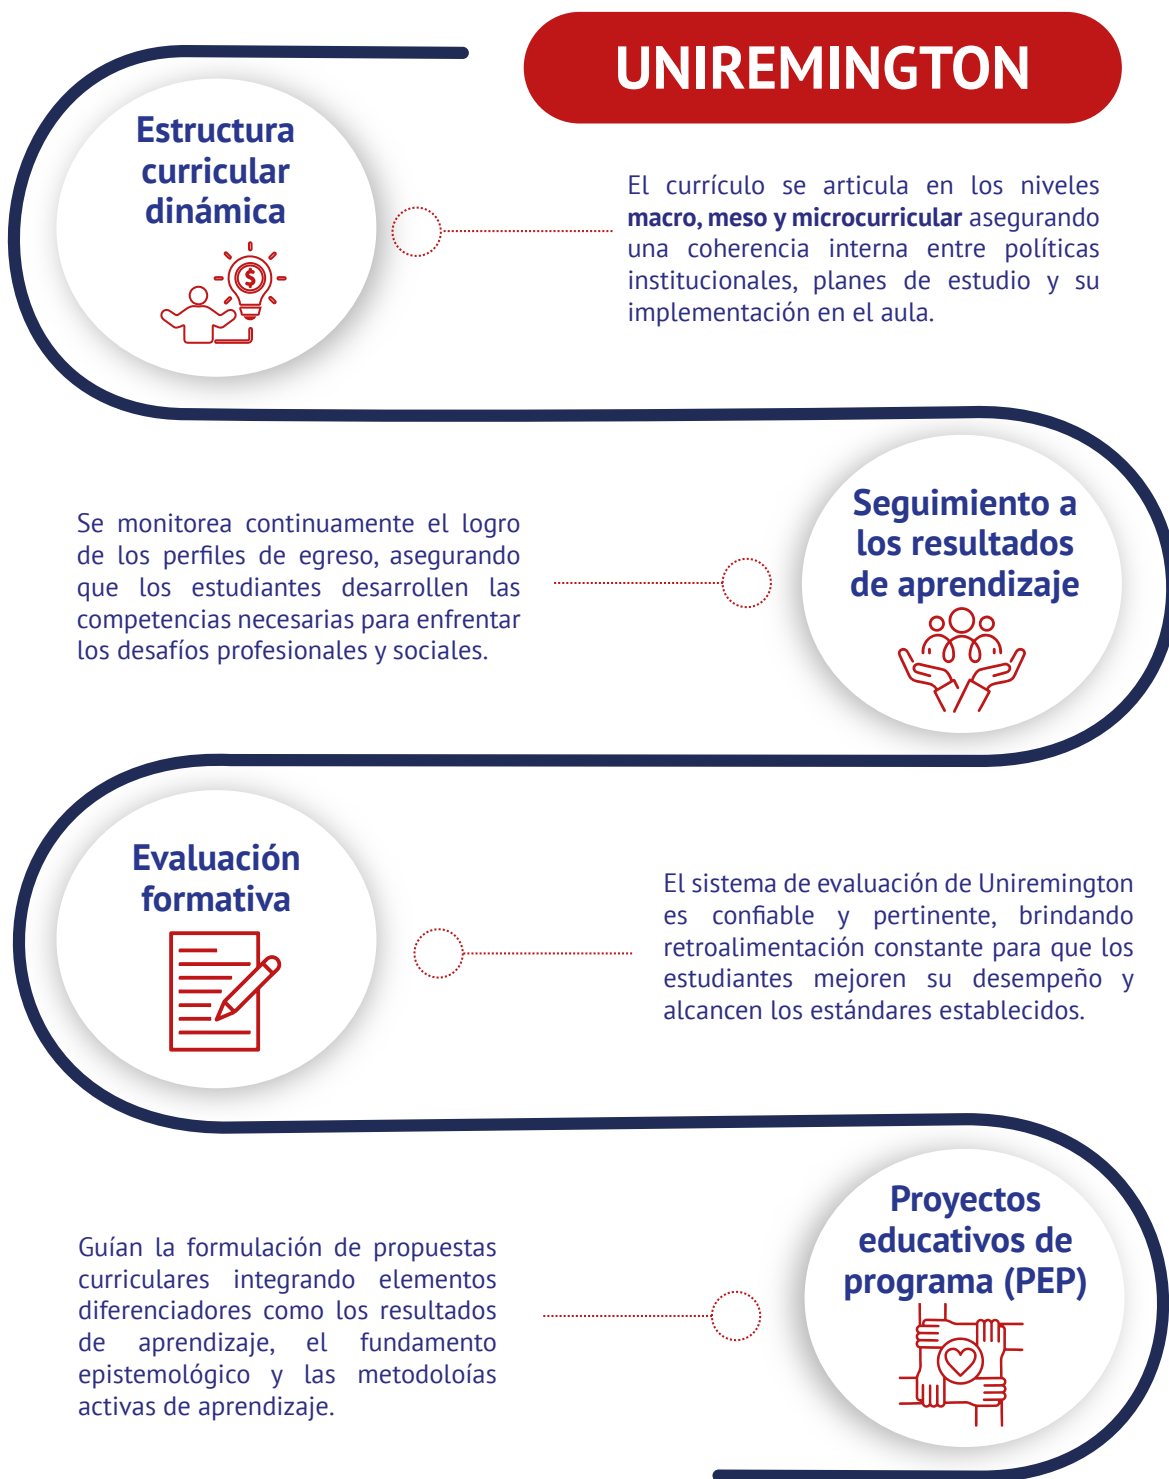 UNIREMINGTON
Estructura
curricular
dinámica
$
El currículo se articula en los niveles
macro, meso y microcurricular asegurando
una coherencia interna entre políticas
institucionales, planes de estudio y su
implementación en el aula.
Seguimiento a
los resultados
de aprendizaje
Se monitorea continuamente el logro
de los perfiles de egreso, asegurando
que los estudiantes desarrollen las
competencias necesarias para enfrentar
los desafíos profesionales y sociales.
Evaluación
formativa
El sistema de evaluación de Uniremington
es confiable y pertinente, brindando
retroalimentación constante para que los
estudiantes mejoren su desempeño y
alcancen los estándares establecidos.
Proyectos
educativos de
programa (PEP)
Guían la formulación de propuestas
curriculares integrando elementos
diferenciadores como los resultados
de aprendizaje, el fundamento
epistemológico y las metodoloías
activas de aprendizaje.